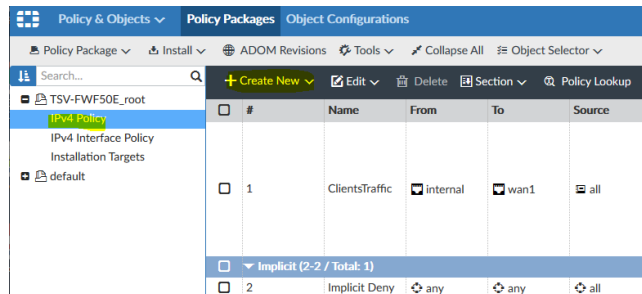 Policy & Objects Policy Packages Object Configurations
Policy Package Install ADOM Revisions Tools Collapse All Object Selector
Search... Create New Edit Delete Section Policy Lookup
TSV-FWF50E_root
IPv4 Policy
IPv4 Interface Policy
Installation Targets
default
# Name From To Source
1 ClientsTraffic internal wan1 all
Implicit (2-2 / Total: 1)
2 Implicit Deny any any all